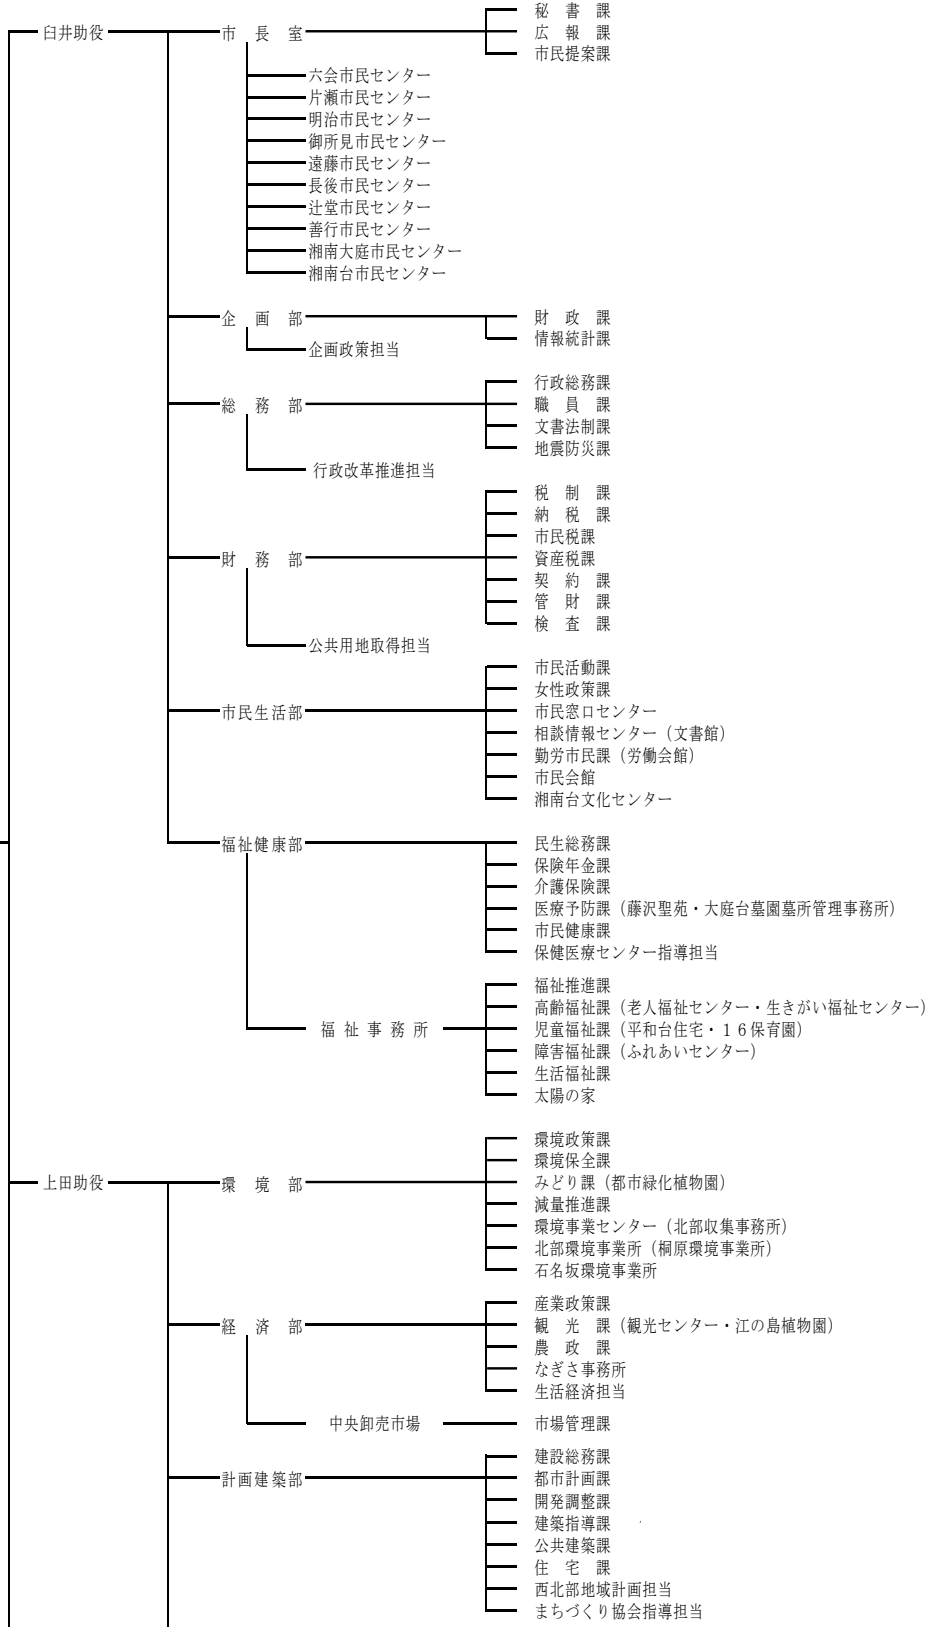 秘書課
臼井助役 市長室 広報課
市民提案課
六会市民センター
片瀬市民センター
明治市民センター
御所見市民センター
遠藤市民センター
長後市民センター
辻堂市民センター
善行市民センター
湘南大庭市民センター
湘南台市民センター
企画部 財政課
情報統計課
企画政策担当
行政総務課
総務部 職員課
文書法制課
地震防災課
行政改革推進担当
税制課
納税課
市民税課
財務部 資産税課
契約課
管財課
検査課
公共用地取得担当
市民活動課
女性政策課
市民生活部 市民窓口センター
相談情報センター（文書館）
勤労市民課（労働会館）
市民会館
湘南台文化センター
福祉健康部 民生総務課
保険年金課
介護保険課
医療予防課（藤沢聖苑・大庭台墓園墓所管理事務所）
市民健康課
保健医療センター指導担当
福祉推進課
高齢福祉課（老人福祉センター・生きがい福祉センター）
福祉事務所 児童福祉課（平和台住宅・１６保育園）
障害福祉課（ふれあいセンター）
生活福祉課
太陽の家
環境政策課
環境保全課
上田助役 環境部 みどり課（都市緑化植物園）
減量推進課
環境事業センター（北部収集事務所）
北部環境事業所（桐原環境事業所）
石名坂環境事業所
産業政策課
経済部 観光課（観光センター・江の島植物園）
農政課
なぎさ事務所
生活経済担当
中央卸売市場 市場管理課
建設総務課
計画建築部 都市計画課
開発調整課
建築指導課
公共建築課
住宅課
西北部地域計画担当
まちづくり協会指導担当